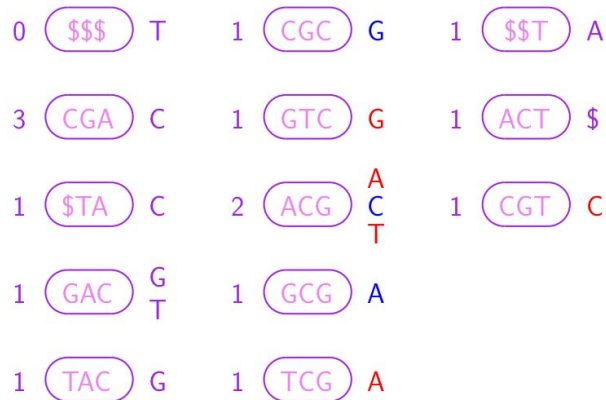 0 $$$ T
3 CGA C
1 $TA C
1 GAC G T
1 TAC G
1 CGC G
1 GTC G
2 ACG A C T
1 GCG A
1 TCG A
1 $$T A
1 ACT $
1 CGT C